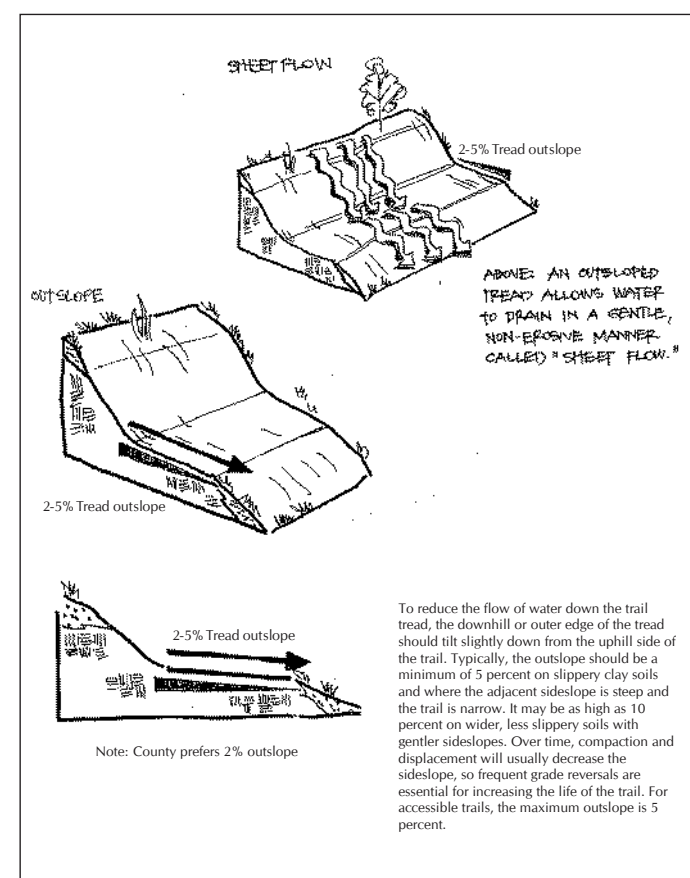 SHEET FLOW
2-5% Tread outslope
ABOVE: AN OUTSLOPED
TREAD ALLOWS WATER
TO DRAIN IN A GENTLE,
NON-EROSIVE MANNER
CALLED "SHEET FLOW."
OUTSLOPE
2-5% Tread outslope
2-5% Tread outslope
Note: County prefers 2% outslope
To reduce the flow of water down the trail
tread, the downhill or outer edge of the tread
should tilt slightly down from the uphill side of
the trail. Typically, the outslope should be a
minimum of 5 percent on slippery clay soils
and where the adjacent sideslope is steep and
the trail is narrow. It may be as high as 10
percent on wider, less slippery soils with
gentler sideslopes. Over time, compaction and
displacement will usually decrease the
sideslope, so frequent grade reversals are
essential for increasing the life of the trail. For
accessible trails, the maximum outslope is 5
percent.